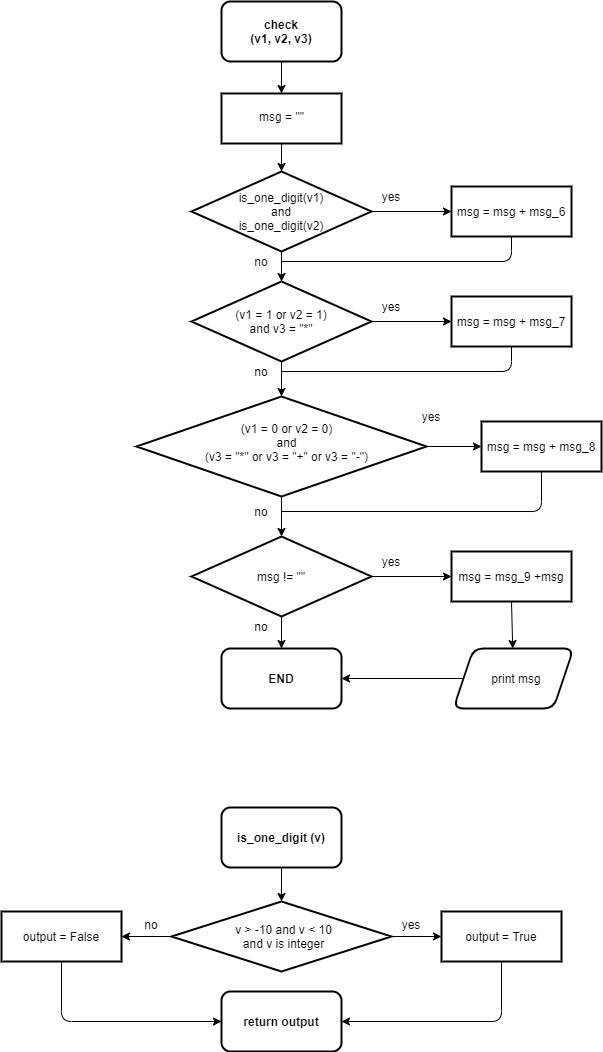 check
(v1, v2, v3)
msg = ""
is_one_digit(v1)
and
is_one_digit(v2)
yes
msg = msg + msg_6
no
(v1 = 1 or v2 = 1)
and v3 = "*"
yes
msg = msg + msg_7
no
(v1 = 0 or v2 = 0)
and
(v3 = "*" or v3 = "+" or v3 = "-")
yes
msg = msg + msg_8
no
msg != ""
yes
msg = msg_9 +msg
no
END
print msg
is_one_digit (v)
v > -10 and v < 10
and v is integer
no
output = False
yes
output = True
return output